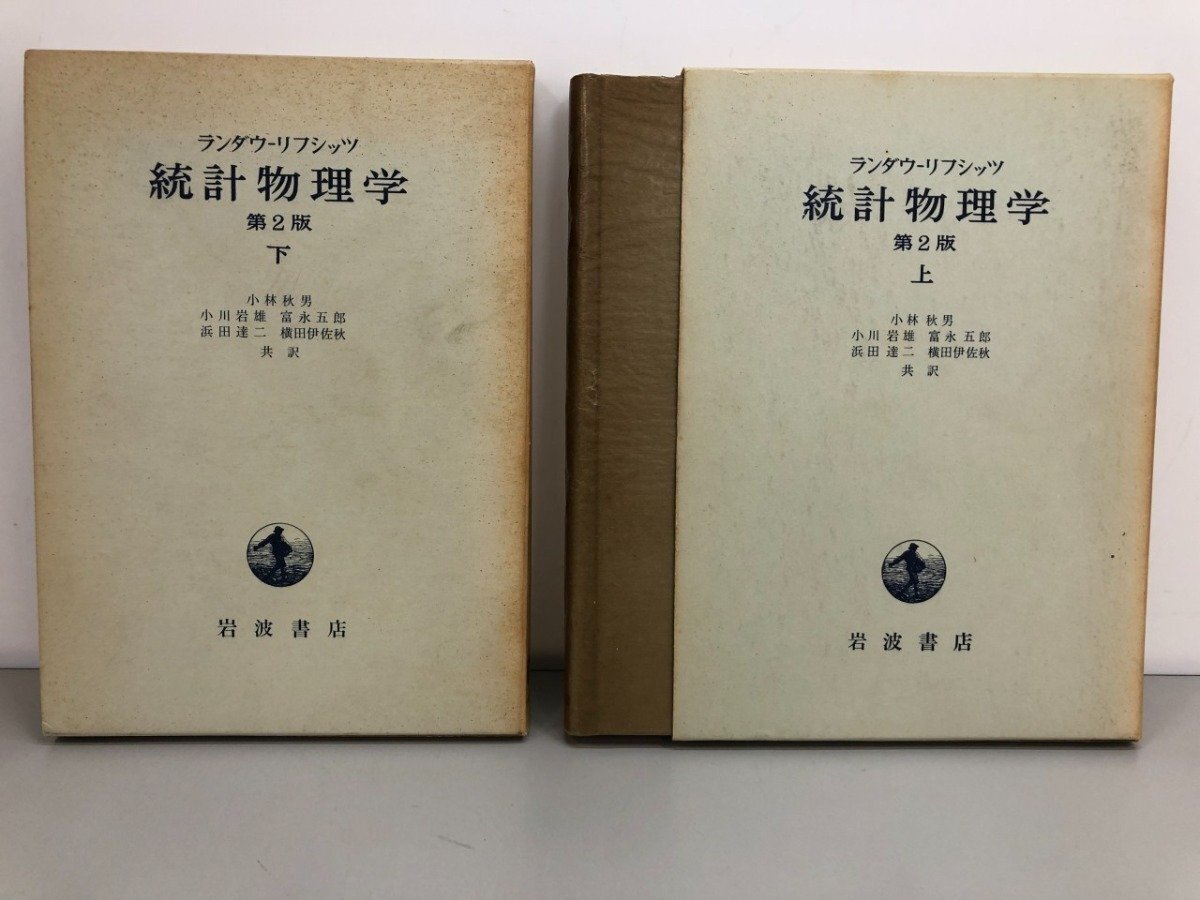 ランダウ-リフシッツ
統計物理学
第2版
下
小林秋男
小川岩雄 富永五郎
浜田達二 横田伊佐秋
共訳
岩波書店
ランダウ-リフシッツ
統計物理学
第2版
上
小林秋男
小川岩雄 富永五郎
浜田達二 横田伊佐秋
共訳
岩波書店